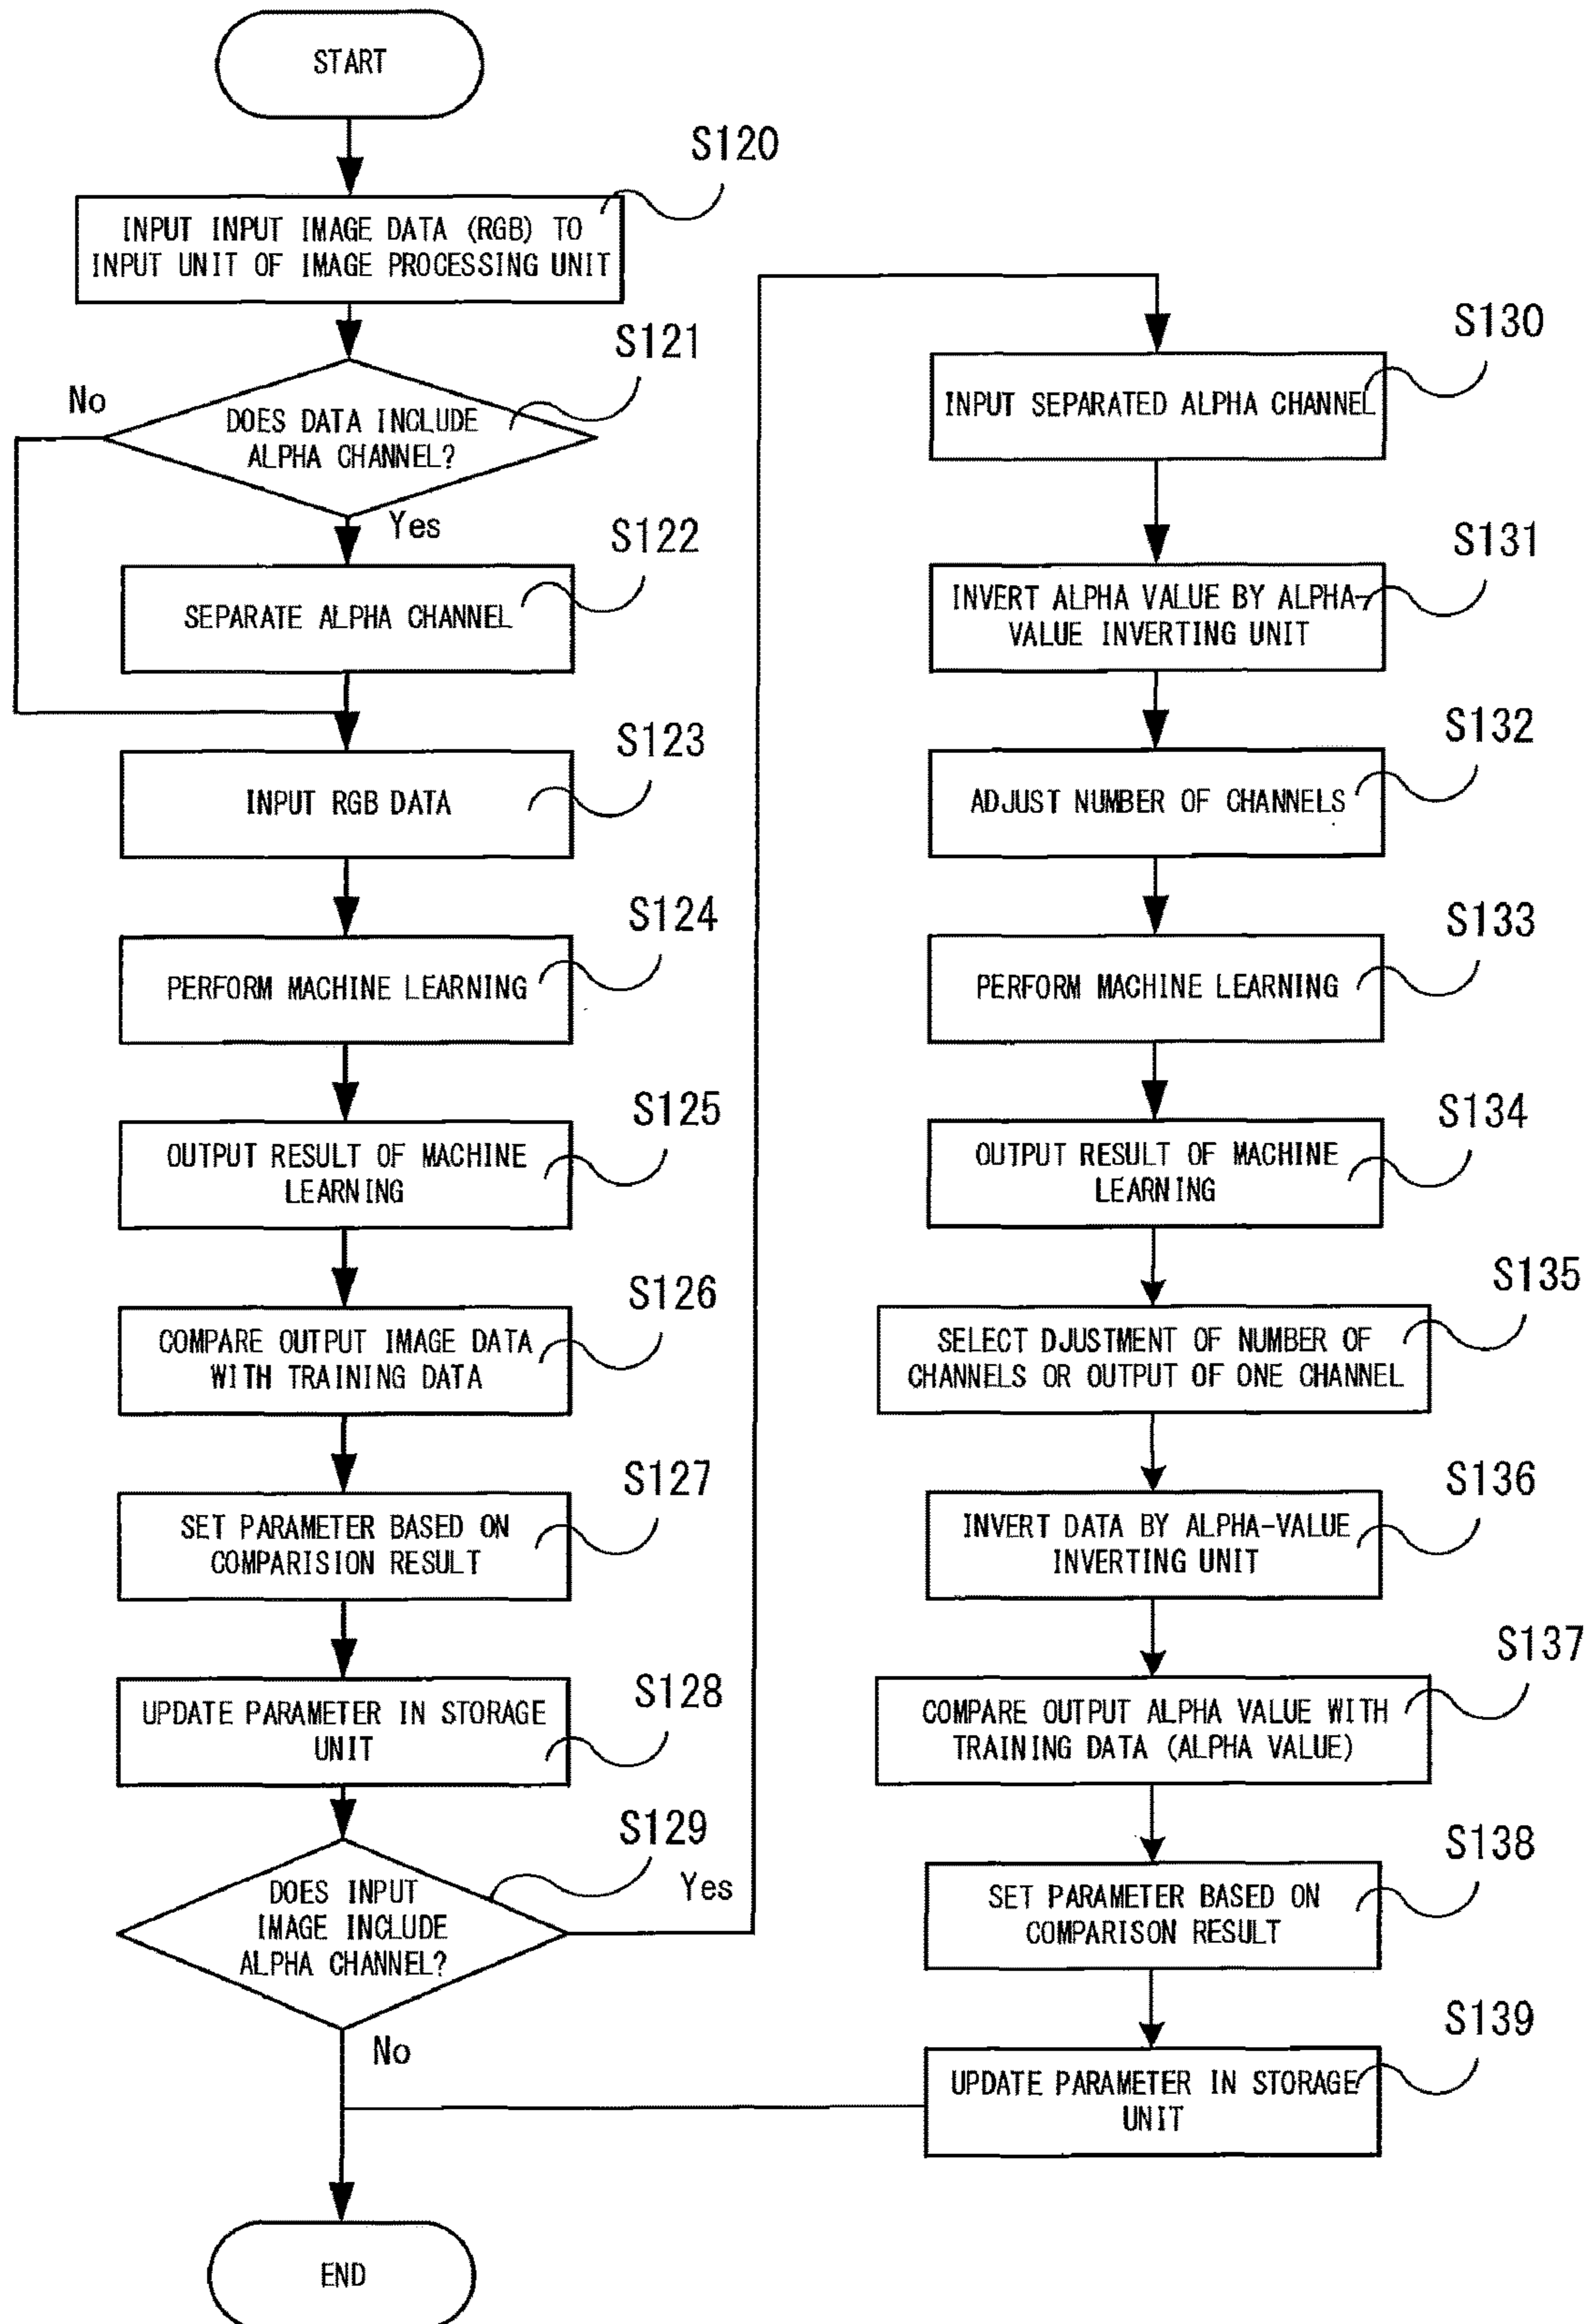 START
S120
INPUT INPUT IMAGE DATA (RGB) TO
INPUT UNIT OF IMAGE PROCESSING UNIT
S121
No
DOES DATA INCLUDE
ALPHA CHANNEL?
Yes
S122
SEPARATE ALPHA CHANNEL
S123
INPUT RGB DATA
S124
PERFORM MACHINE LEARNING
S125
OUTPUT RESULT OF MACHINE
LEARNING
S126
COMPARE OUTPUT IMAGE DATA
WITH TRAINING DATA
S127
SET PARAMETER BASED ON
COMPARISION RESULT
S128
UPDATE PARAMETER IN STORAGE
UNIT
S129
DOES INPUT
IMAGE INCLUDE
ALPHA CHANNEL?
Yes
No
S130
INPUT SEPARATED ALPHA CHANNEL
S131
INVERT ALPHA VALUE BY ALPHA-
VALUE INVERTING UNIT
S132
ADJUST NUMBER OF CHANNELS
S133
PERFORM MACHINE LEARNING
S134
OUTPUT RESULT OF MACHINE
LEARNING
S135
SELECT DJUSTMENT OF NUMBER OF
CHANNELS OR OUTPUT OF ONE CHANNEL
S136
INVERT DATA BY ALPHA-VALUE
INVERTING UNIT
S137
COMPARE OUTPUT ALPHA VALUE WITH
TRAINING DATA (ALPHA VALUE)
S138
SET PARAMETER BASED ON
COMPARISON RESULT
S139
UPDATE PARAMETER IN STORAGE
UNIT
END